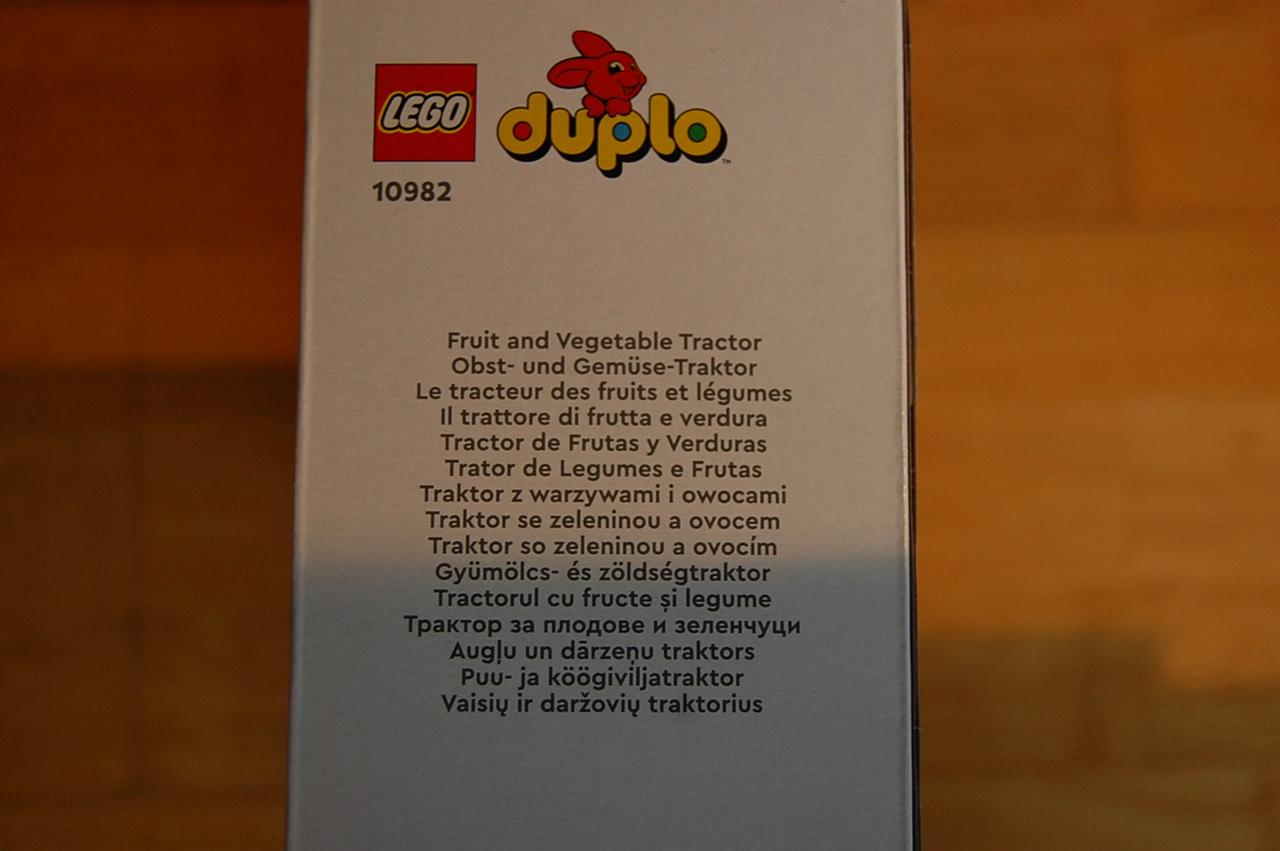 LEGO duplo™
10982
Fruit and Vegetable Tractor
Obst- und Gemüse-Traktor
Le tracteur des fruits et légumes
Il trattore di frutta e verdura
Tractor de Frutas y Verduras
Trator de Legumes e Frutas
Traktor z warzywami i owocami
Traktor se zeleninou a ovocem
Traktor so zeleninou a ovocím
Gyümölcs- és zöldségtraktor
Tractorul cu fructe și legume
Трактор за плодове и зеленчуци
Augļu un dārzeņu traktors
Puu- ja köögiviljatraktor
Vaisių ir daržovių traktorius